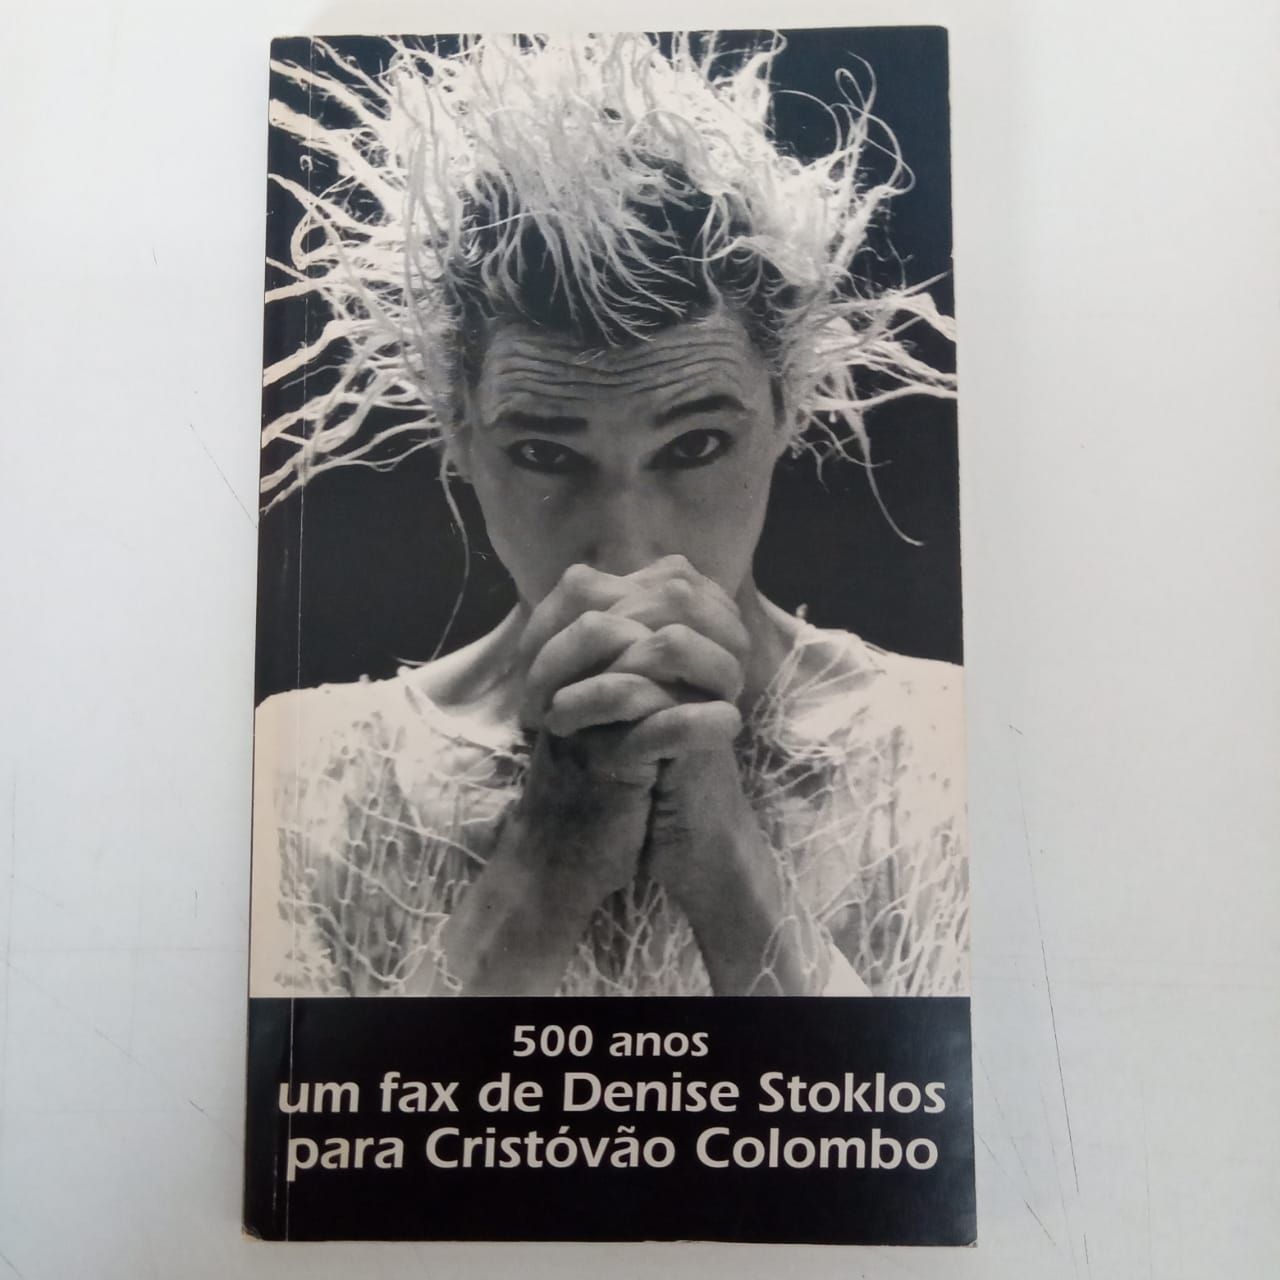 500 anos
um fax de Denise Stoklos
para Cristóvão Colombo